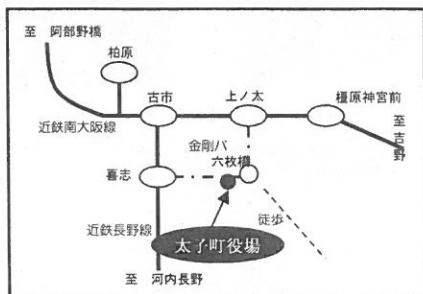 至 阿部野橋
柏原
古市
上ノ太
橿原神宮前
至吉野
近鉄南大阪線
金剛バ
六枚橋
喜志
徒歩
近鉄長野線
太子町役場
至 河内長野